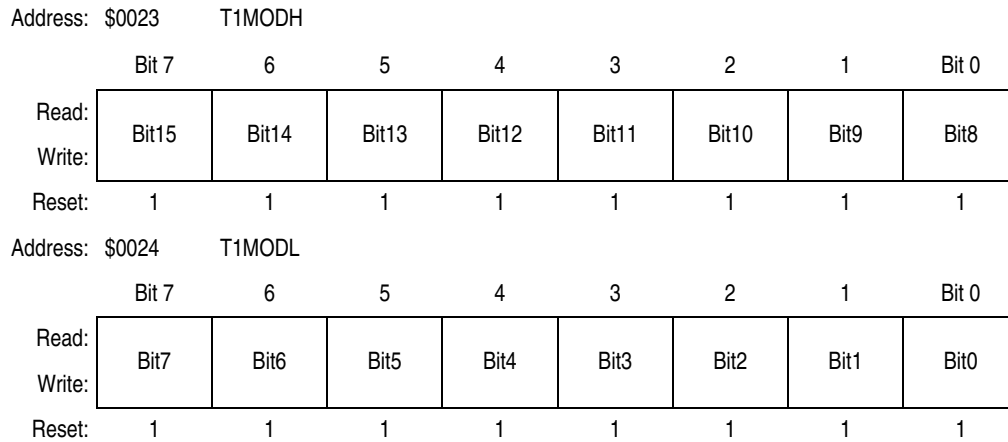 Address: $0023 T1MODH
Bit 7 6 5 4 3 2 1 Bit 0
Read:
Bit15 Bit14 Bit13 Bit12 Bit11 Bit10 Bit9 Bit8
Write:
Reset: 1 1 1 1 1 1 1 1
Address: $0024 T1MODL
Bit 7 6 5 4 3 2 1 Bit 0
Read:
Bit7 Bit6 Bit5 Bit4 Bit3 Bit2 Bit1 Bit0
Write:
Reset: 1 1 1 1 1 1 1 1